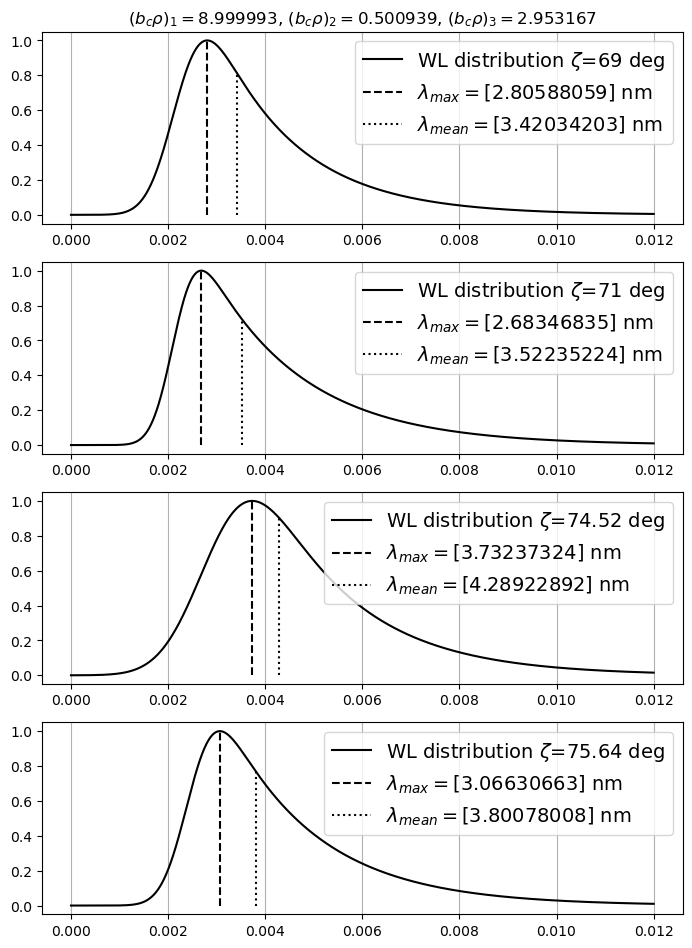 (b_cρ)_1 = 8.999993, (b_cρ)_2 = 0.500939, (b_cρ)_3 = 2.953167
1.0
0.8
0.6
0.4
0.2
0.0
WL distribution ζ=69 deg
λ_max = [2.80588059] nm
λ_mean = [3.42034203] nm
0.000 0.002 0.004 0.006 0.008 0.010 0.012
1.0
0.8
0.6
0.4
0.2
0.0
WL distribution ζ=71 deg
λ_max = [2.68346835] nm
λ_mean = [3.52235224] nm
0.000 0.002 0.004 0.006 0.008 0.010 0.012
1.0
0.8
0.6
0.4
0.2
0.0
WL distribution ζ=74.52 deg
λ_max = [3.73237324] nm
λ_mean = [4.28922892] nm
0.000 0.002 0.004 0.006 0.008 0.010 0.012
1.0
0.8
0.6
0.4
0.2
0.0
WL distribution ζ=75.64 deg
λ_max = [3.06630663] nm
λ_mean = [3.80078008] nm
0.000 0.002 0.004 0.006 0.008 0.010 0.012